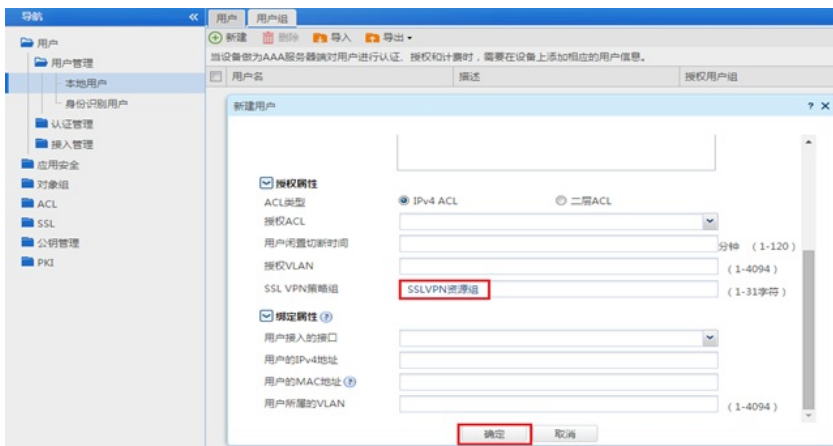 导航 «
用户
用户管理
本地用户
身份识别用户
认证管理
接入管理
应用安全
对象组
ACL
SSL
公钥管理
PKI
用户 用户组
新建 删除 导入 导出
当设备做为AAA服务器端对用户进行认证、授权和计费时，需要在设备上添加相应的用户信息。
用户名 描述 授权用户组
新建用户 ? X
授权属性
ACL类型 IPv4 ACL 二层ACL
授权ACL
用户闲置切断时间 分钟 （1-120）
授权VLAN （1-4094）
SSL VPN策略组 SSLVPN资源组 （1-31字符）
绑定属性 ?
用户接入的接口
用户的IPv4地址
用户的MAC地址 ?
用户所属的VLAN （1-4094）
确定 取消